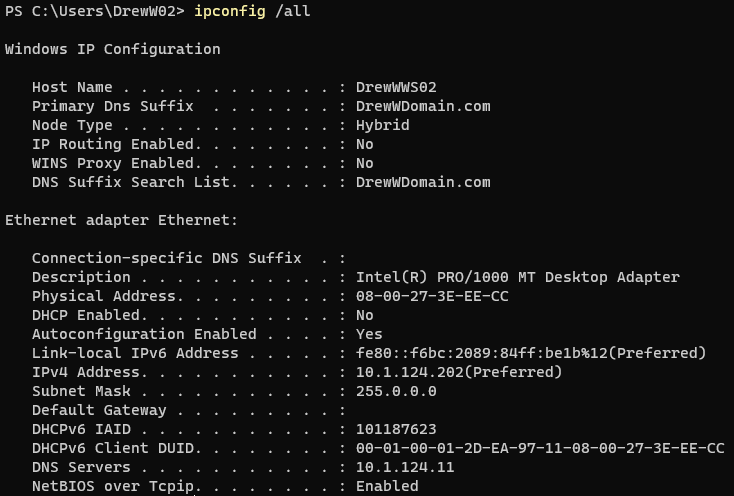 PS C:\Users\DrewW02> ipconfig /all
Windows IP Configuration
Host Name . . . . . . . . . . . . : DrewWWS02
Primary Dns Suffix  . . . . . . . : DrewWDomain.com
Node Type . . . . . . . . . . . . : Hybrid
IP Routing Enabled. . . . . . . . : No
WINS Proxy Enabled. . . . . . . . : No
DNS Suffix Search List. . . . . . : DrewWDomain.com
Ethernet adapter Ethernet:
Connection-specific DNS Suffix  . :
Description . . . . . . . . . . . : Intel(R) PRO/1000 MT Desktop Adapter
Physical Address. . . . . . . . . : 08-00-27-3E-EE-CC
DHCP Enabled. . . . . . . . . . . : No
Autoconfiguration Enabled . . . . : Yes
Link-local IPv6 Address . . . . . : fe80::f6bc:2089:84ff:be1b%12(Preferred)
IPv4 Address. . . . . . . . . . . : 10.1.124.202(Preferred)
Subnet Mask . . . . . . . . . . . : 255.0.0.0
Default Gateway . . . . . . . . . :
DHCPv6 IAID . . . . . . . . . . . : 101187623
DHCPv6 Client DUID. . . . . . . . : 00-01-00-01-2D-EA-97-11-08-00-27-3E-EE-CC
DNS Servers . . . . . . . . . . . : 10.1.124.11
NetBIOS over Tcpip. . . . . . . . : Enabled